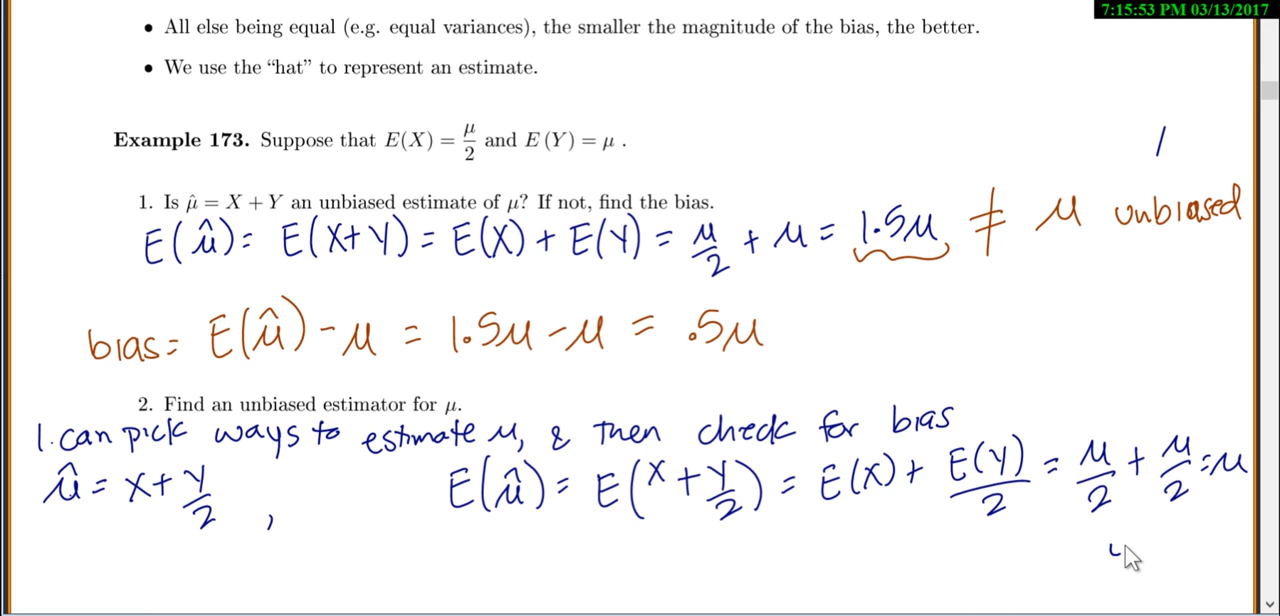 7:15:53 PM 03/13/2017
• All else being equal (e.g. equal variances), the smaller the magnitude of the bias, the better.
• We use the “hat” to represent an estimate.
Example 173. Suppose that E(X) = μ/2 and E (Y) = μ .
1. Is μ̂ = X + Y an unbiased estimate of μ? If not, find the bias.
E(μ̂) = E(X+Y) = E(X) + E(Y) = μ/2 + μ = 1.5μ ≠ μ unbiased
bias = E(μ̂) - μ = 1.5μ - μ = .5μ
2. Find an unbiased estimator for μ.
1. can pick ways to estimate μ, & then check for bias
μ̂ = X + Y/2 , E(μ̂) = E(X + Y/2) = E(X) + E(Y)/2 = μ/2 + μ/2 = μ